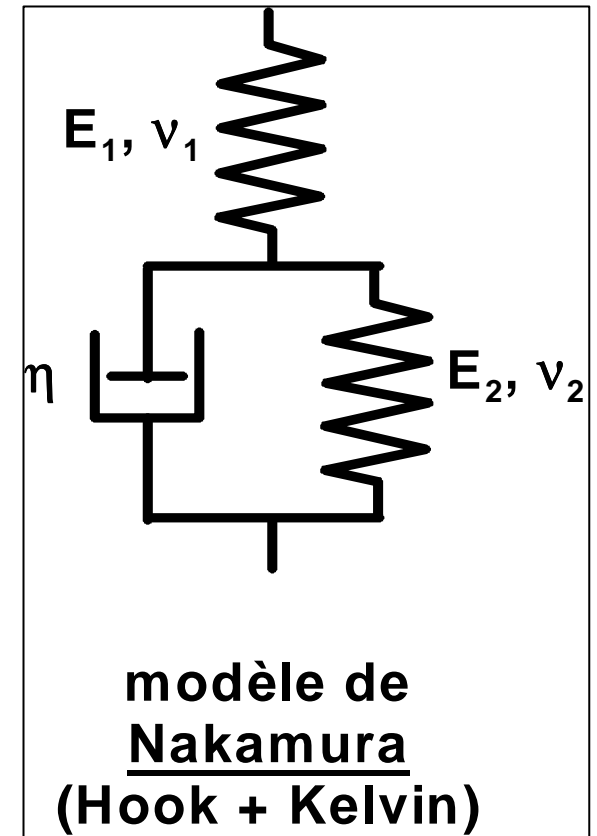 E₁, ν₁
η
E₂, ν₂
modèle de
Nakamura
(Hook + Kelvin)